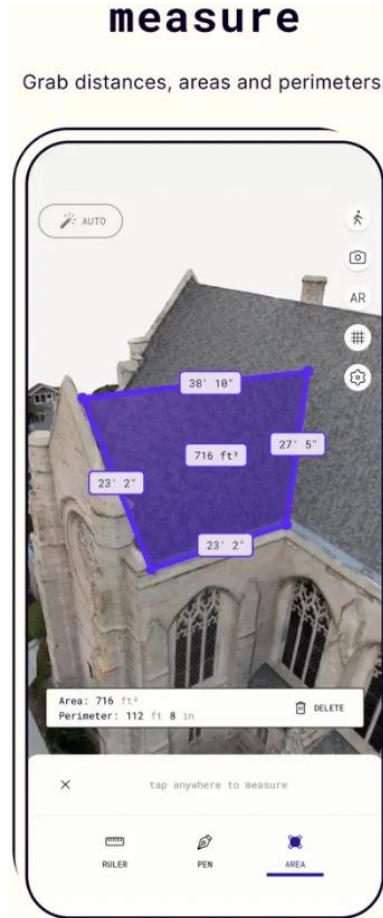 measure
Grab distances, areas and perimeters.
AUTO
AR
38' 10"
716 ft²
27' 5"
23' 2"
23' 2"
Area: 716 ft²
Perimeter: 112 ft 8 in
DELETE
tap anywhere to measure
RULER
PEN
AREA